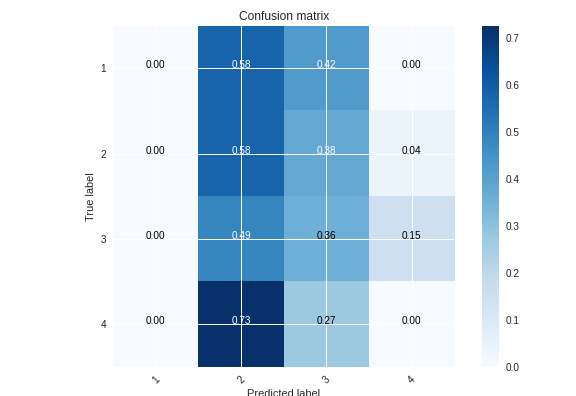 Confusion matrix
True label
1 0.00 0.58 0.42 0.00
2 0.00 0.58 0.38 0.04
3 0.00 0.49 0.36 0.15
4 0.00 0.73 0.27 0.00
1 2 3 4
Predicted label
0.7
0.6
0.5
0.4
0.3
0.2
0.1
0.0